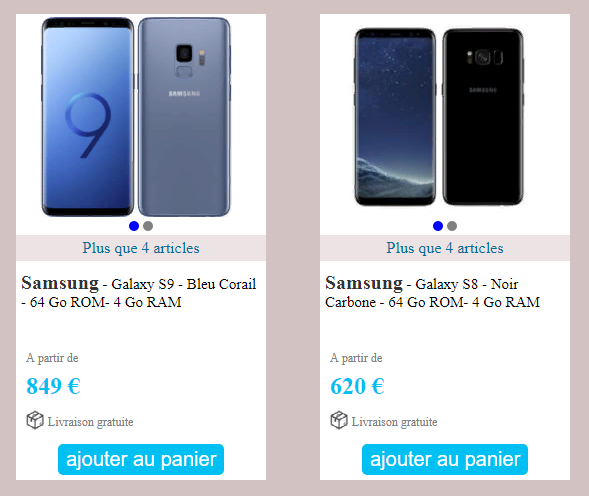 9
SAMSUNG
Plus que 4 articles
Samsung - Galaxy S9 - Bleu Corail
- 64 Go ROM- 4 Go RAM
A partir de
849 €
Livraison gratuite
ajouter au panier
SAMSUNG
Plus que 4 articles
Samsung - Galaxy S8 - Noir
Carbone - 64 Go ROM- 4 Go RAM
A partir de
620 €
Livraison gratuite
ajouter au panier